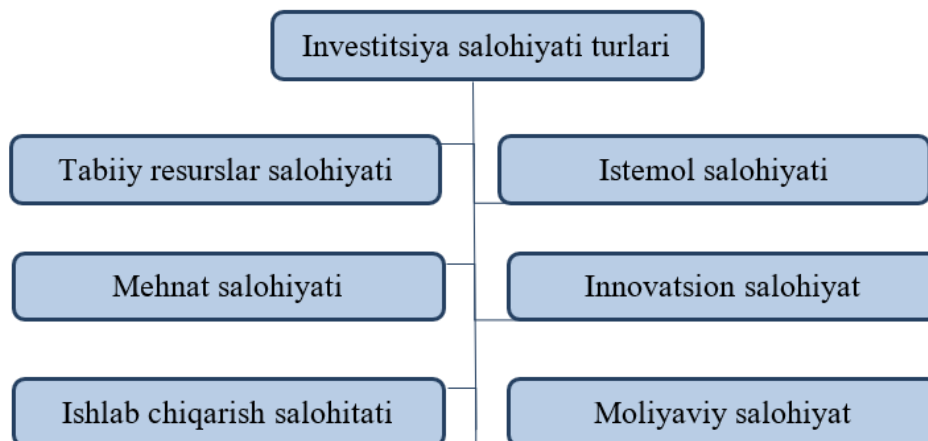 Investitsiya salohiyati turlari
Tabiiy resurslar salohiyati
Istemol salohiyati
Mehnat salohiyati
Innovatsion salohiyat
Ishlab chiqarish salohitati
Moliyaviy salohiyat